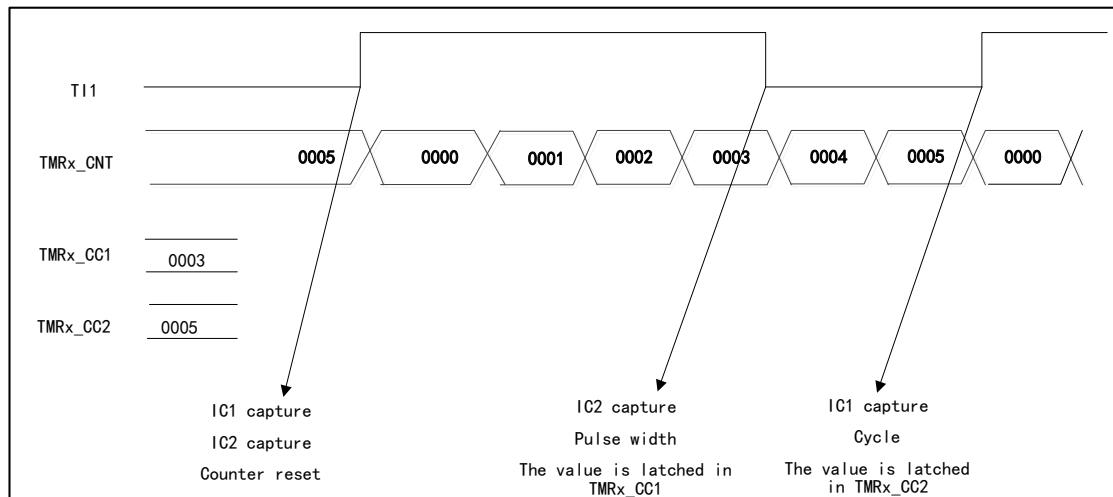 TI1
TMRx_CNT
0005 0000 0001 0002 0003 0004 0005 0000
TMRx_CC1
0003
TMRx_CC2
0005
IC1 capture
IC2 capture
Counter reset
IC2 capture
Pulse width
The value is latched in
TMRx_CC1
IC1 capture
Cycle
The value is latched
in TMRx_CC2